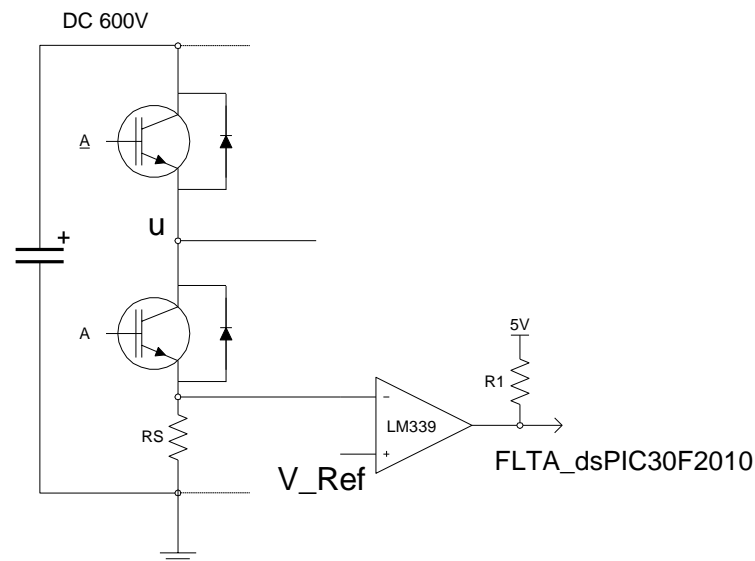 DC 600V
A
+
u
A
5V
R1
−
LM339
RS
+
V_Ref
FLTA_dsPIC30F2010